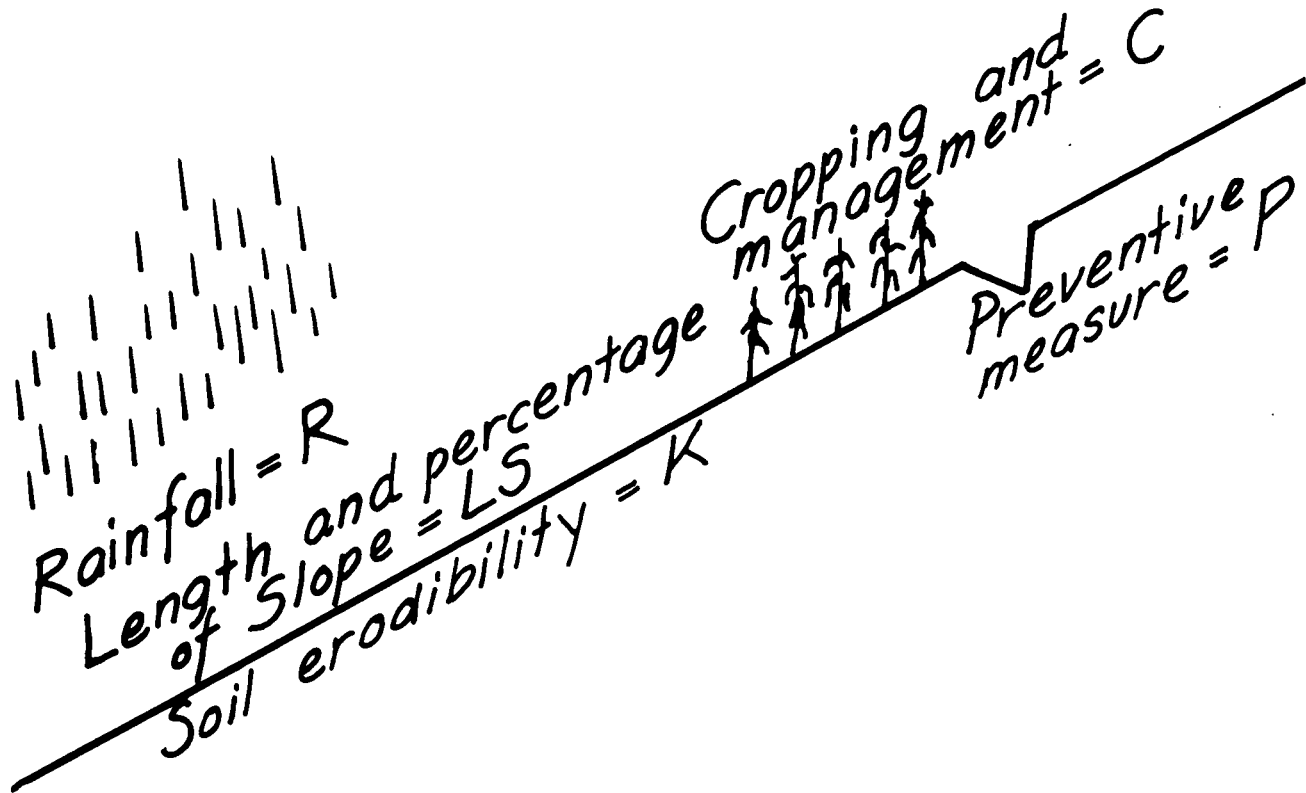 Rainfall = R
Length and percentage
of Slope = LS
Soil erodibility = K
Cropping and
management = C
Preventive
measure = P